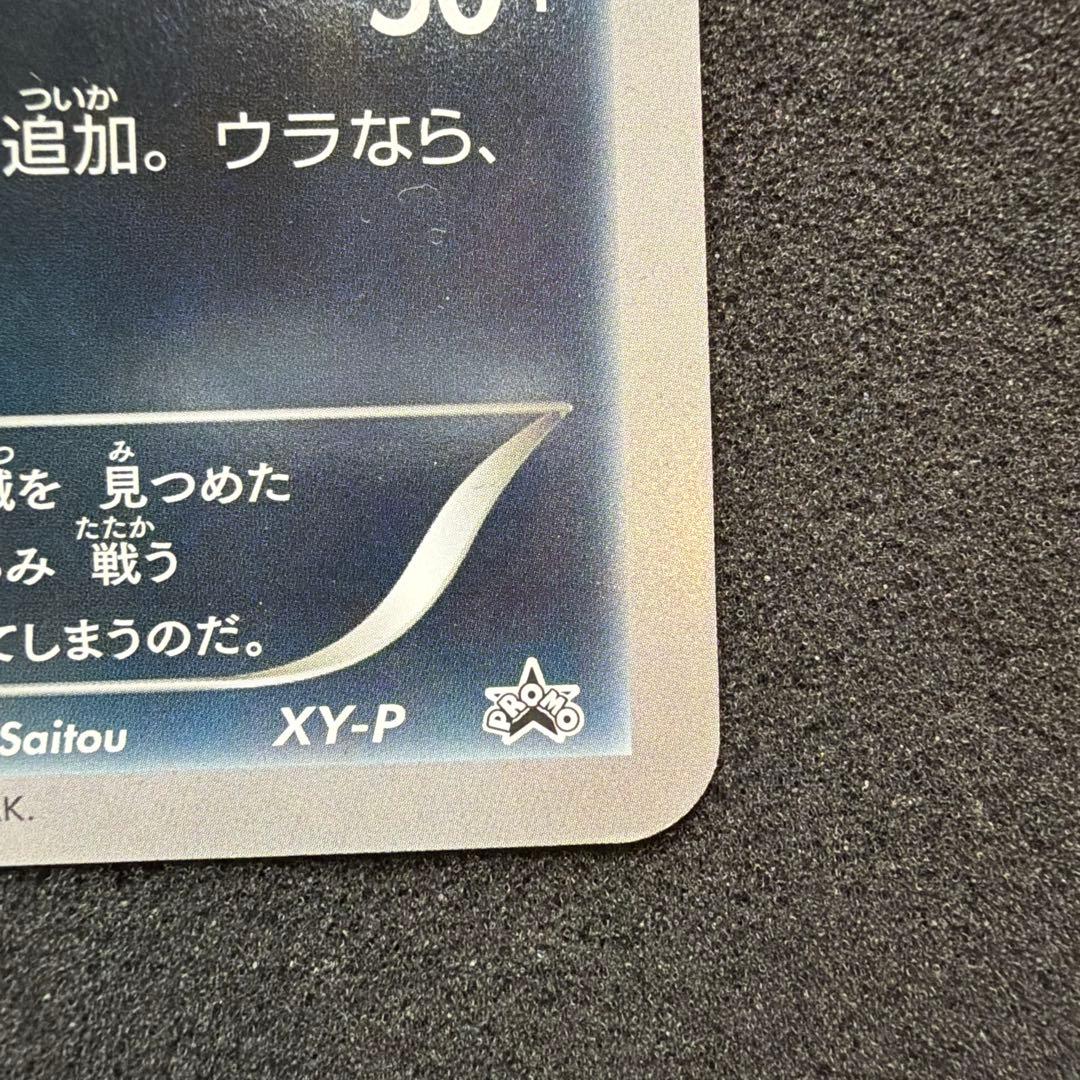 ついか
追加。ウラなら、
み
を 見つめた
たたか
み 戦う
てしまうのだ。
Saitou XY-P PROMO
K.